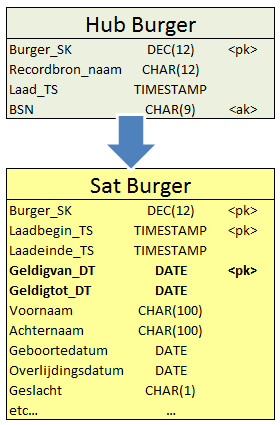 Hub Burger
Burger_SK DEC(12) <pk>
Recordbron_naam CHAR(12)
Laad_TS TIMESTAMP
BSN CHAR(9) <ak>
Sat Burger
Burger_SK DEC(12) <pk>
Laadbegin_TS TIMESTAMP <pk>
Laadeinde_TS TIMESTAMP
Geldigvan_DT DATE <pk>
Geldigtot_DT DATE
Voornaam CHAR(100)
Achternaam CHAR(100)
Geboortedatum DATE
Overlijdingsdatum DATE
Geslacht CHAR(1)
etc... ...